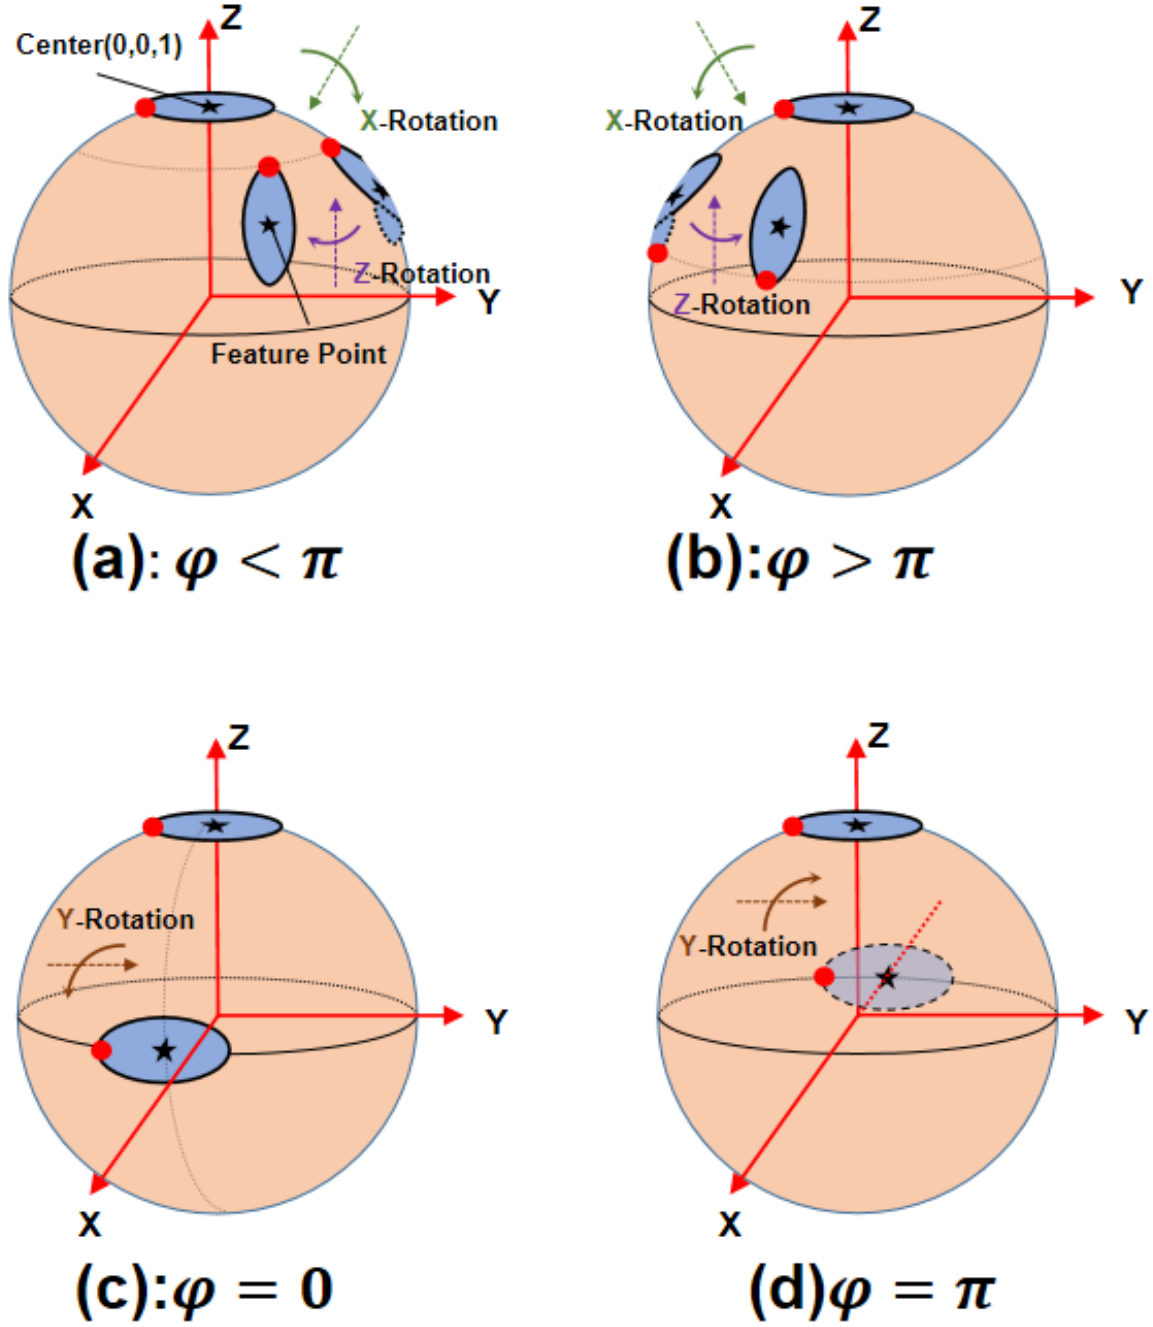 Z
Center(0,0,1)
X-Rotation
Z-Rotation
Y
Feature Point
X
(a): φ < π
Z
X-Rotation
Z-Rotation
Y
X
(b):φ > π
Z
Y-Rotation
Y
X
(c):φ = 0
Z
Y-Rotation
Y
X
(d)φ = π